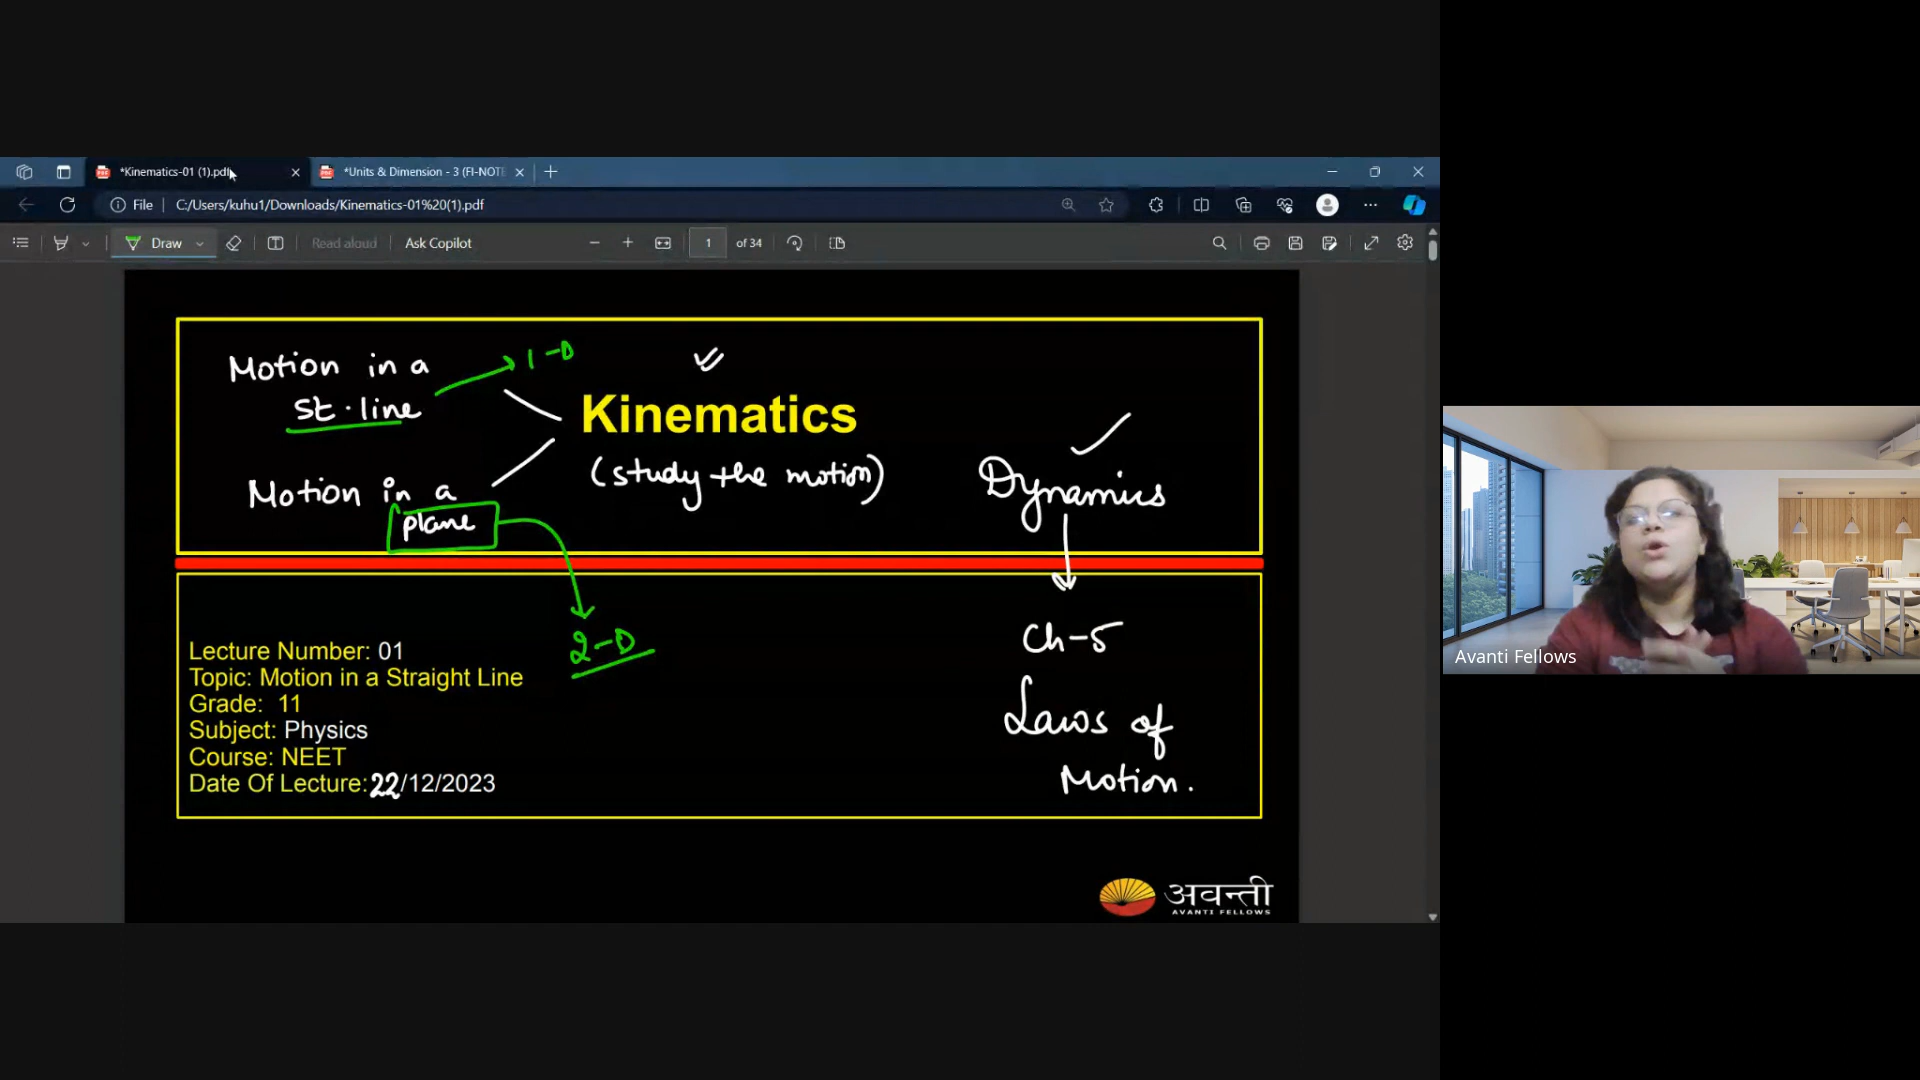 *Kinematics-01 (1).pdf
*Units & Dimension - 3 (FI-NOTE
File
C:/Users/kuhu1/Downloads/Kinematics-01%20(1).pdf
Draw
Read aloud
Ask Copilot
1 of 34
Motion in a
st. line
1-D
Kinematics
(study the motion)
Motion in a
plane
2-D
Dynamics
Ch-5
Laws of
Motion.
Lecture Number: 01
Topic: Motion in a Straight Line
Grade: 11
Subject: Physics
Course: NEET
Date Of Lecture:22/12/2023
अवन्ती
AVANTI FELLOWS
Avanti Fellows